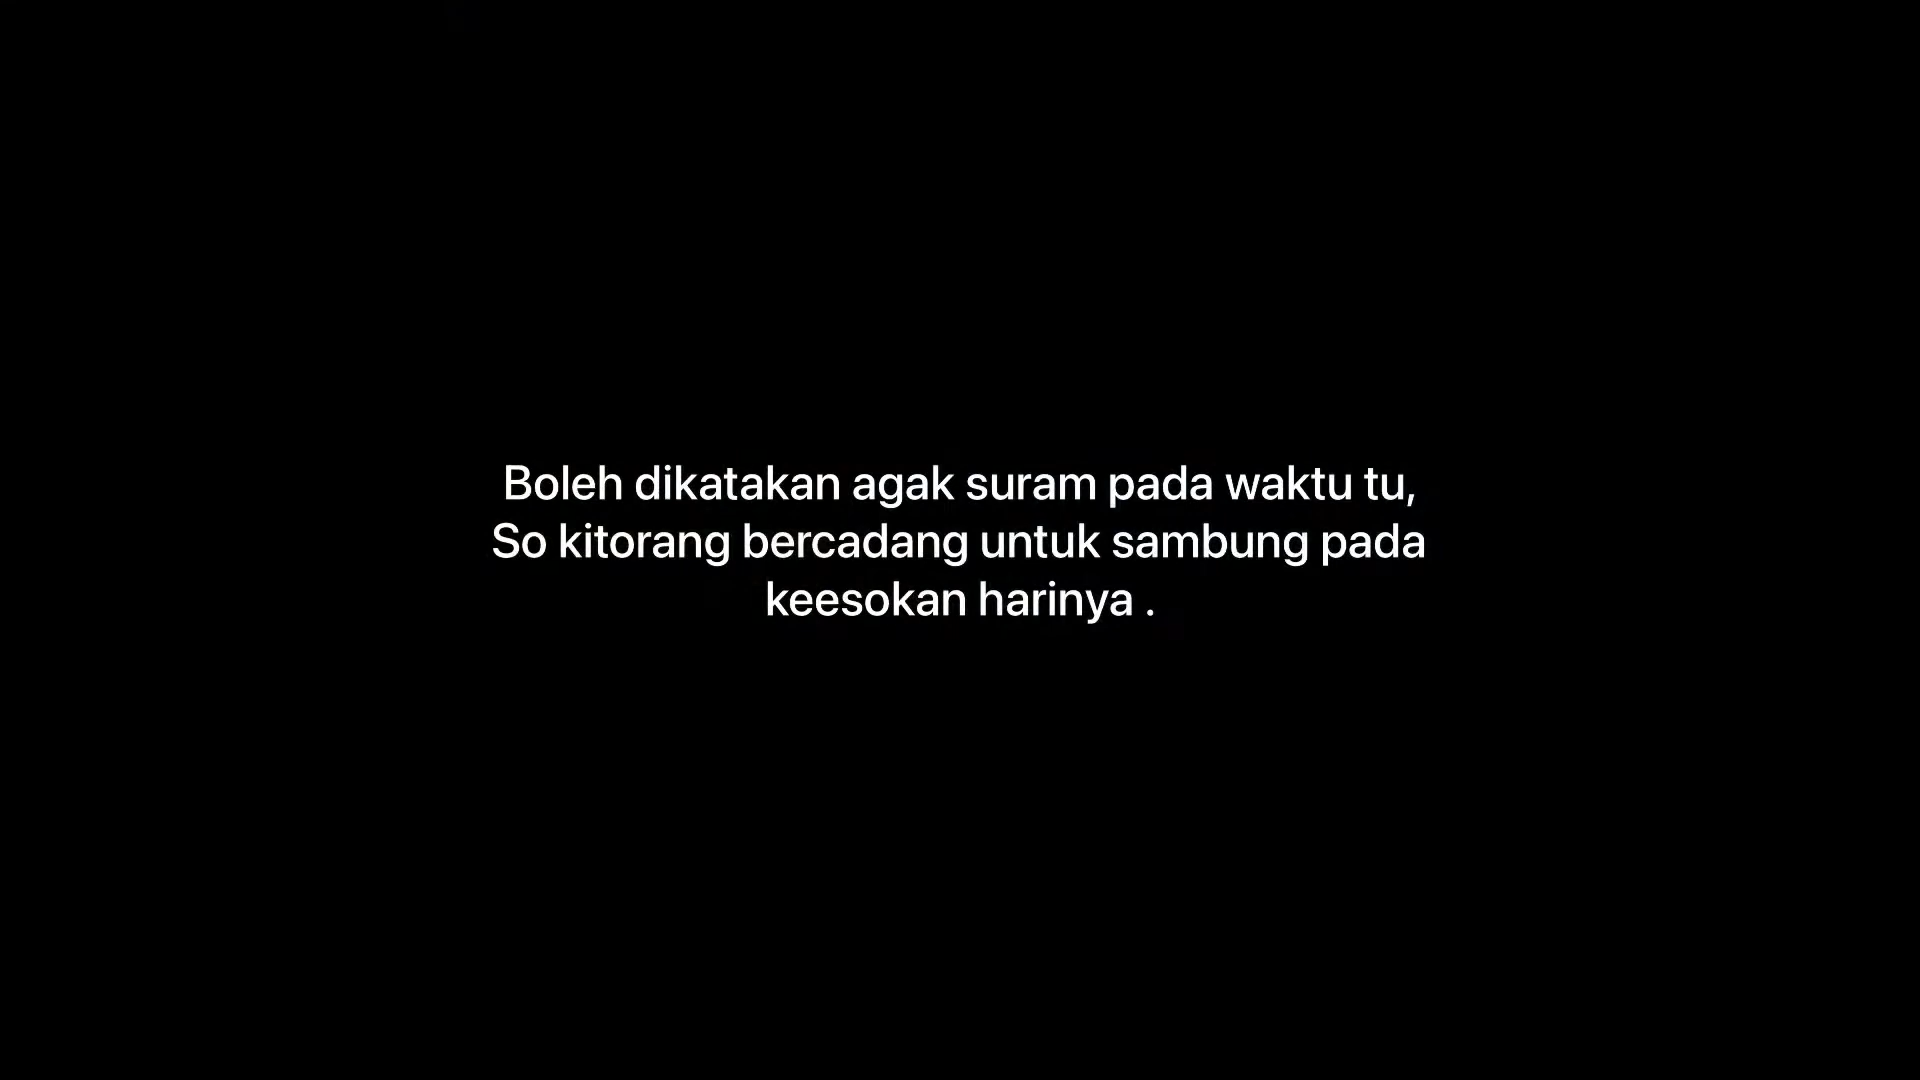 Boleh dikatakan agak suram pada waktu tu,
So kitorang bercadang untuk sambung pada
keesokan harinya .